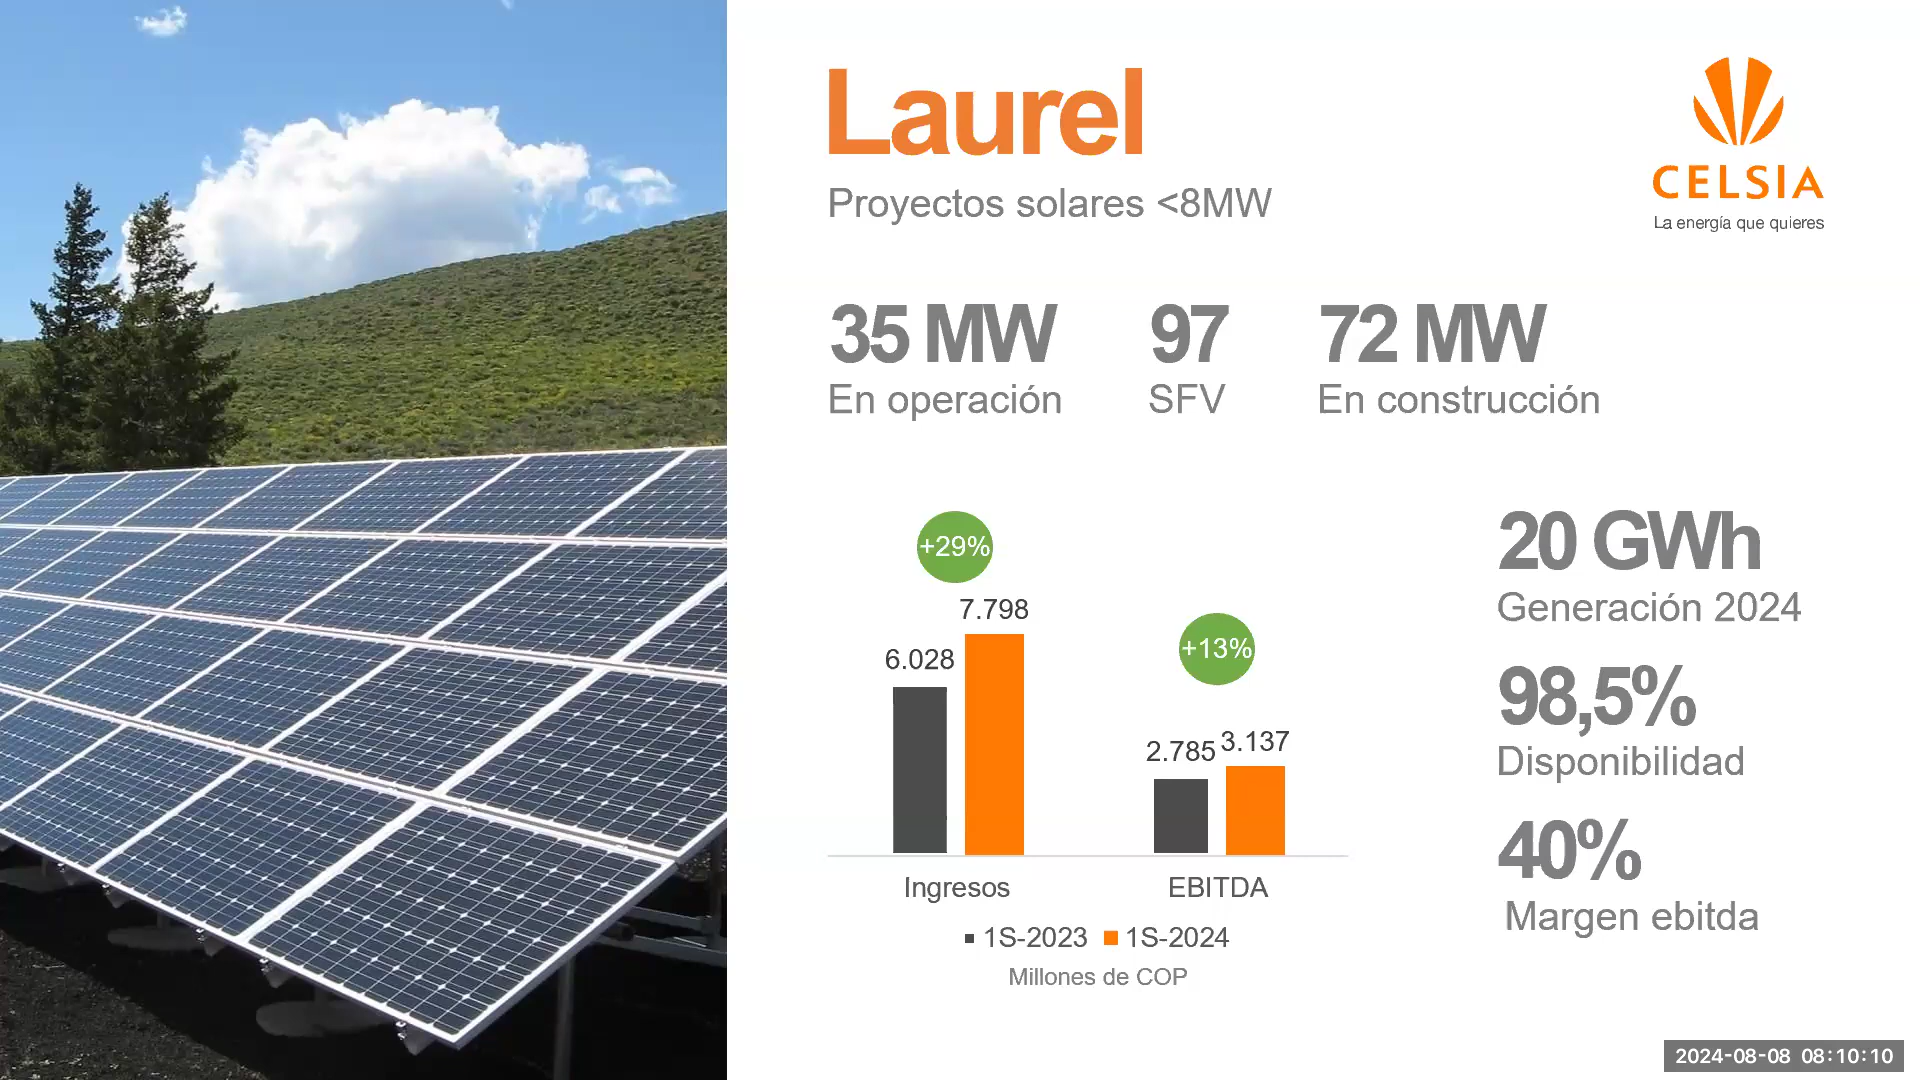 Laurel
Proyectos solares <8MW
CELSIA
La energía que quieres
35 MW
En operación
97
SFV
72 MW
En construcción
+29%
7.798
6.028
+13%
2.785
3.137
Ingresos
EBITDA
1S-2023
1S-2024
Millones de COP
20 GWh
Generación 2024
98,5%
Disponibilidad
40%
Margen ebitda
2024-08-08 08:10:10